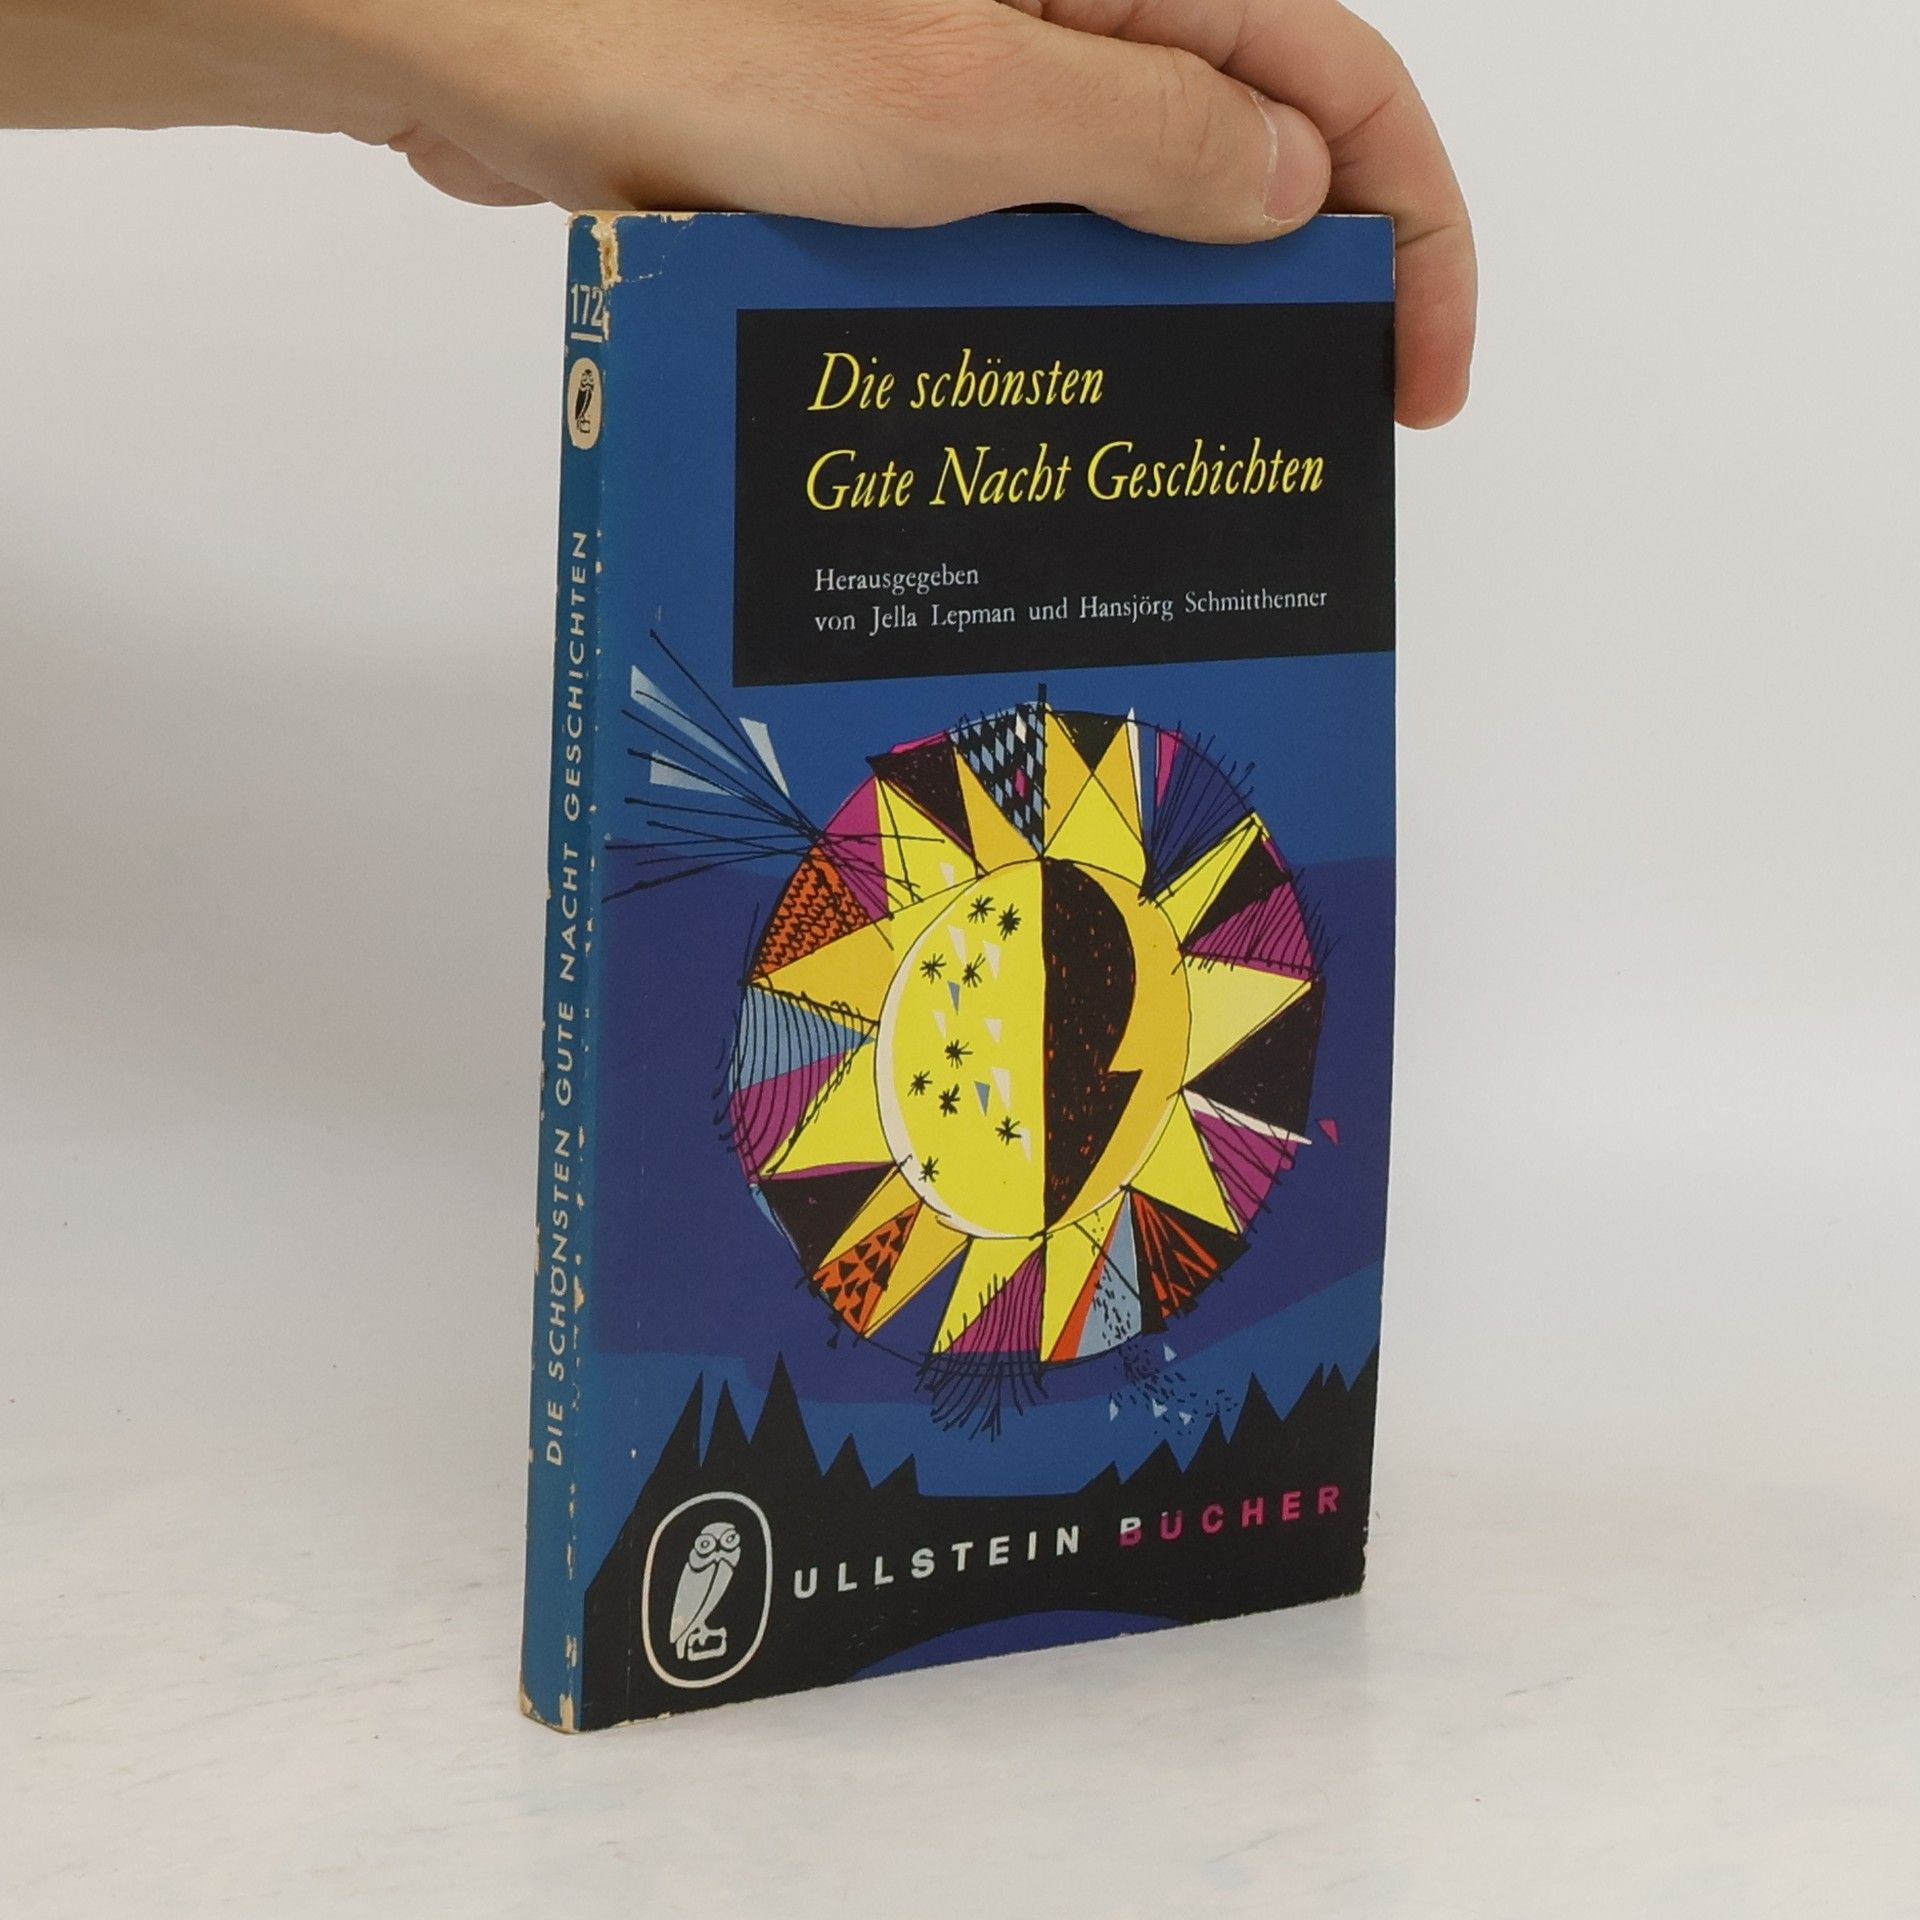 172
DIE SCHÖNSTEN GUTE NACHT GESCHICHTEN
Die schönsten
Gute Nacht Geschichten
Herausgegeben
von Jella Lepman und Hansjörg Schmitthenner
ULLSTEIN BÜCHER